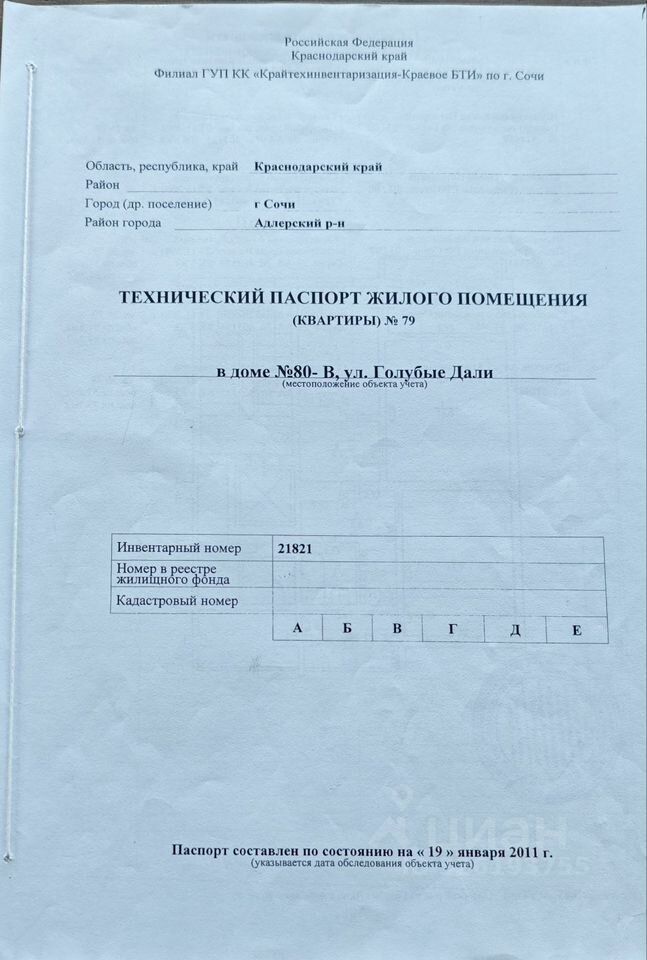 Российская Федерация
Краснодарский край
Филиал ГУП КК «Крайтехинвентаризация-Краевое БТИ» по г. Сочи
Область, республика, край Краснодарский край
Район
Город (др. поселение) г Сочи
Район города Адлерский р-н
ТЕХНИЧЕСКИЙ ПАСПОРТ ЖИЛОГО ПОМЕЩЕНИЯ
(КВАРТИРЫ) № 79
в доме №80- В, ул. Голубые Дали
(местоположение объекта учета)
Инвентарный номер 21821
Номер в реестре
жилищного фонда
Кадастровый номер
А Б В Г Д Е
циан
Паспорт составлен по состоянию на « 19 » января 2011 г.
(указывается дата обследования объекта учета)